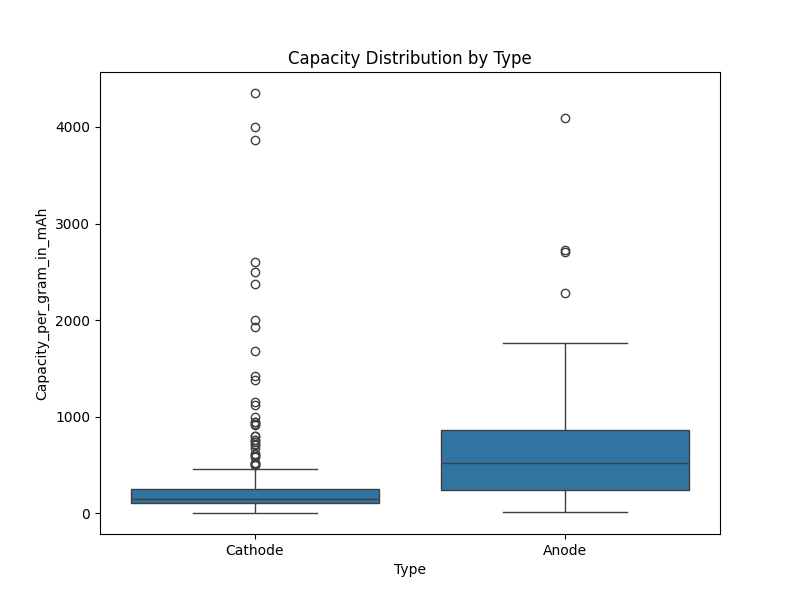 Capacity Distribution by Type
Capacity_per_gram_in_mAh
4000
3000
2000
1000
0
Cathode
Anode
Type